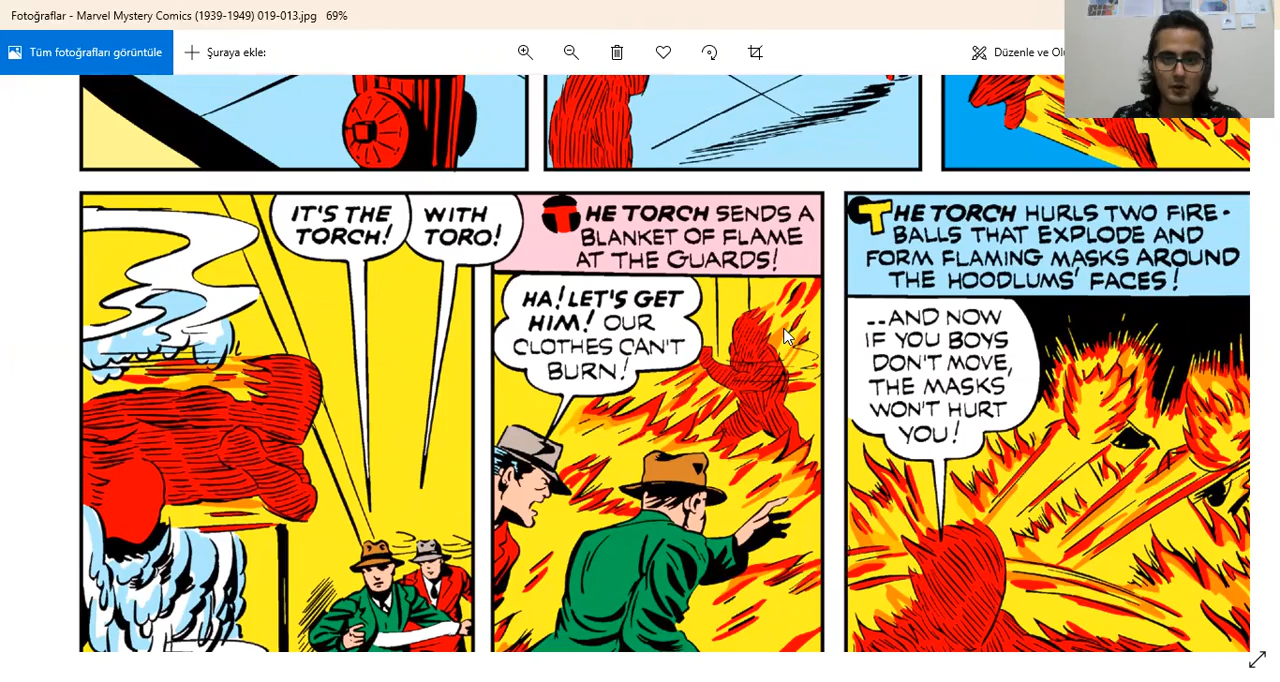 Fotoğraflar - Marvel Mystery Comics (1939-1949) 019-013.jpg   69%
Tüm fotoğrafları görüntüle
Şuraya ekle:
Düzenle ve Olu
IT'S THE
TORCH!
WITH
TORO!
THE TORCH SENDS A
BLANKET OF FLAME
AT THE GUARDS!
HA! LET'S GET
HIM! OUR
CLOTHES CAN'T
BURN!
THE TORCH HURLS TWO FIRE-
BALLS THAT EXPLODE AND
FORM FLAMING MASKS AROUND
THE HOODLUMS' FACES!
--AND NOW
IF YOU BOYS
DON'T MOVE,
THE MASKS
WON'T HURT
YOU!